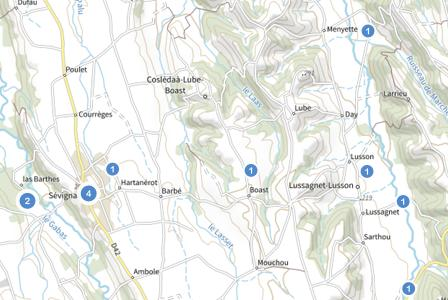 Dufau
Menyette
1
Poulet
Coslédaa-Lube-
Boast
le Laas
Larrieu
Courrèges
Lube
Day
1
1
Lusson
1
las Barthes
Hartanérot
2
Sévigna
4
Barbé
Boast
Lussagnet-Lusson
1
Lussagnet
le Gabas
D42
le Lasset
Sarthou
Mouchou
Ambole
1